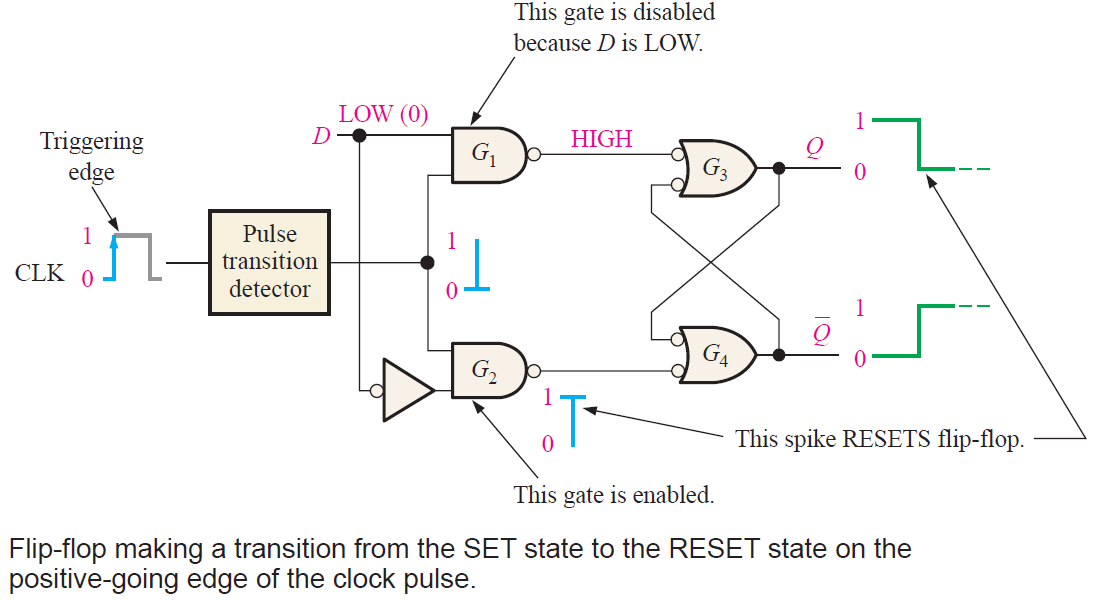 This gate is disabled
because D is LOW.
LOW (0)
D
Triggering
edge
G1
HIGH
G3
Q
1
0
1
CLK 0
Pulse
transition
detector
1
0
G2
G4
Q̅
1
0
1
0
This spike RESETS flip-flop.
This gate is enabled.
Flip-flop making a transition from the SET state to the RESET state on the
positive-going edge of the clock pulse.